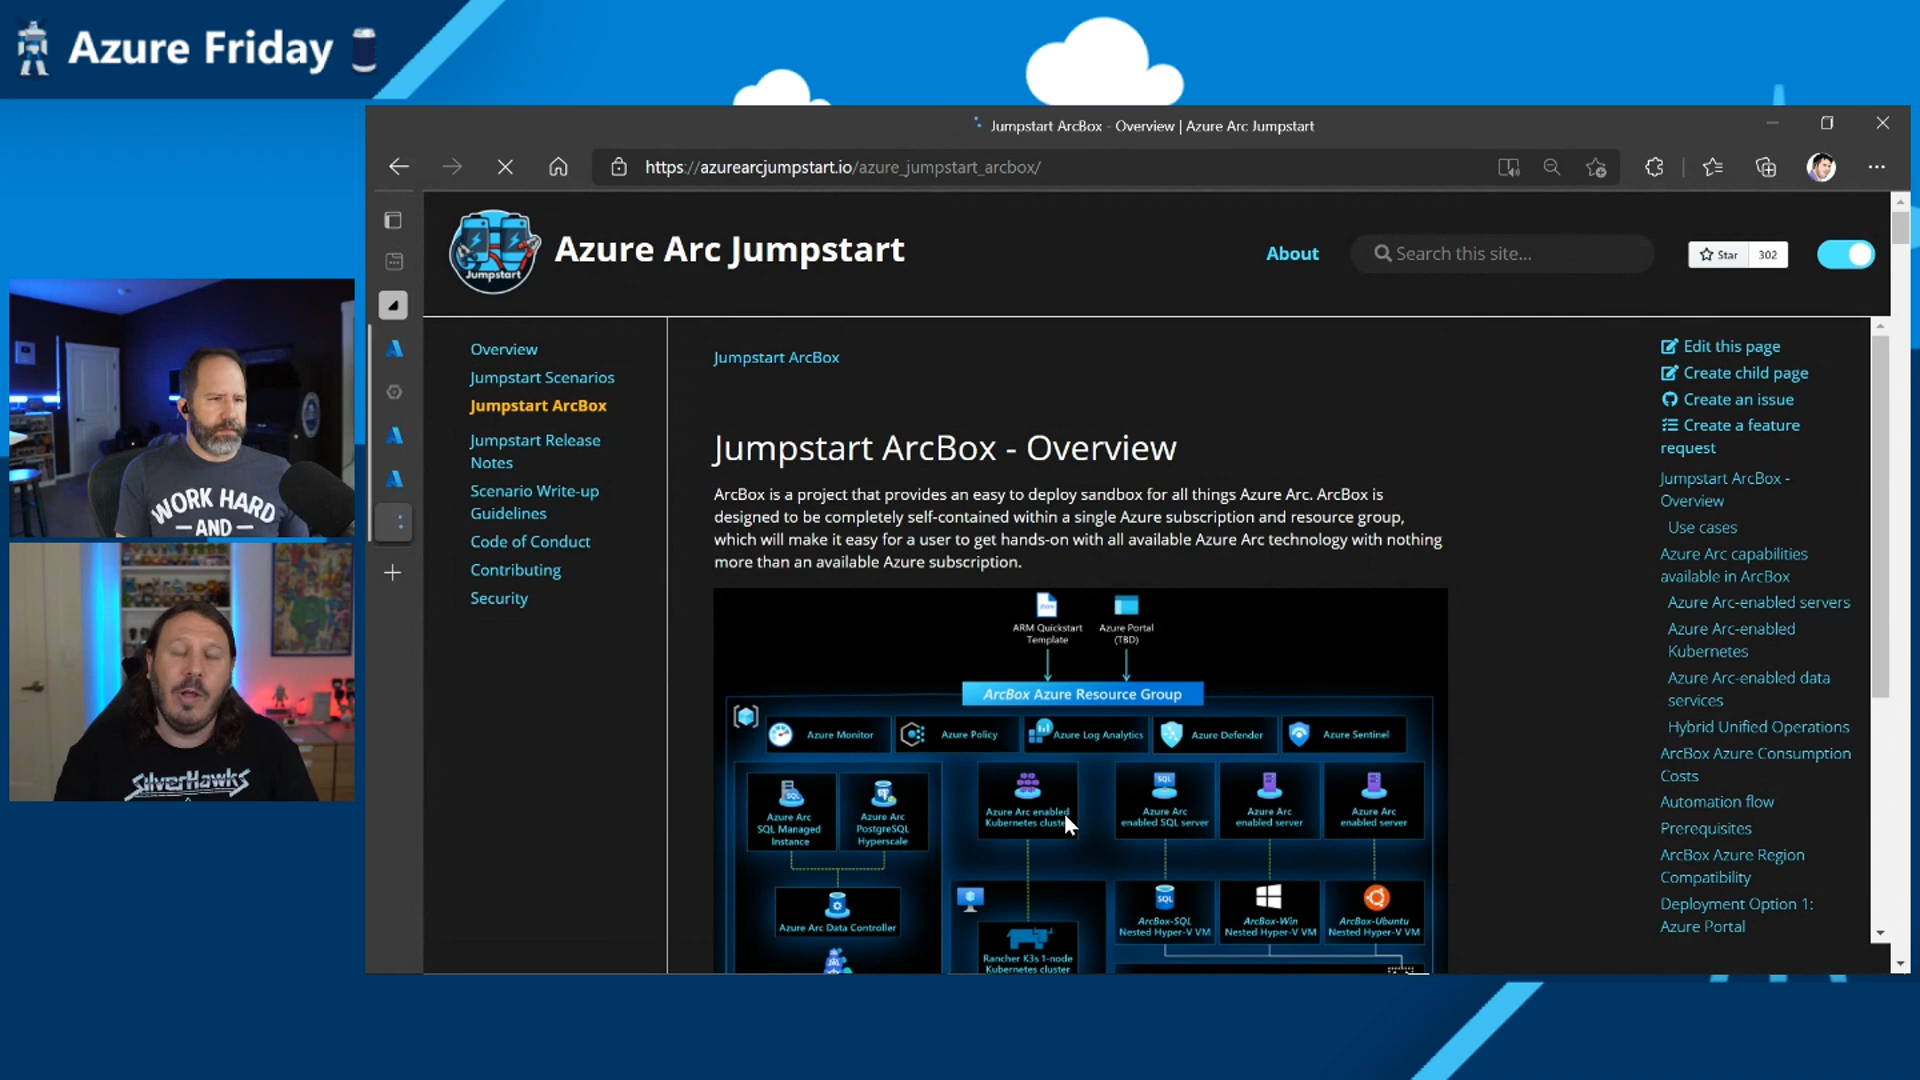 Azure Friday
Jumpstart ArcBox - Overview | Azure Arc Jumpstart
https://azurearcjumpstart.io/azure_jumpstart_arcbox/
Jumpstart
Azure Arc Jumpstart
About
Search this site...
Star
302
Overview
Jumpstart Scenarios
Jumpstart ArcBox
Jumpstart Release
Notes
Scenario Write-up
Guidelines
Code of Conduct
Contributing
Security
Jumpstart ArcBox
Jumpstart ArcBox - Overview
ArcBox is a project that provides an easy to deploy sandbox for all things Azure Arc. ArcBox is
designed to be completely self-contained within a single Azure subscription and resource group,
which will make it easy for a user to get hands-on with all available Azure Arc technology with nothing
more than an available Azure subscription.
ARM Quickstart
Template
Azure Portal
(TBD)
ArcBox Azure Resource Group
Azure Monitor
Azure Policy
Azure Log Analytics
Azure Defender
Azure Sentinel
Azure Arc
SQL Managed
Instance
Azure Arc
PostgreSQL
Hyperscale
Azure Arc enabled
Kubernetes cluster
SQL
Azure Arc
enabled SQL server
Azure Arc
enabled server
Azure Arc
enabled server
Azure Arc Data Controller
Rancher K3s 1-node
Kubernetes cluster
SQL
ArcBox-SQL
Nested Hyper-V VM
ArcBox-Win
Nested Hyper-V VM
ArcBox-Ubuntu
Nested Hyper-V VM
Edit this page
Create child page
Create an issue
Create a feature
request
Jumpstart ArcBox -
Overview
Use cases
Azure Arc capabilities
available in ArcBox
Azure Arc-enabled servers
Azure Arc-enabled
Kubernetes
Azure Arc-enabled data
services
Hybrid Unified Operations
ArcBox Azure Consumption
Costs
Automation flow
Prerequisites
ArcBox Azure Region
Compatibility
Deployment Option 1:
Azure Portal
WORK HARD
— AND —
SilverHawks